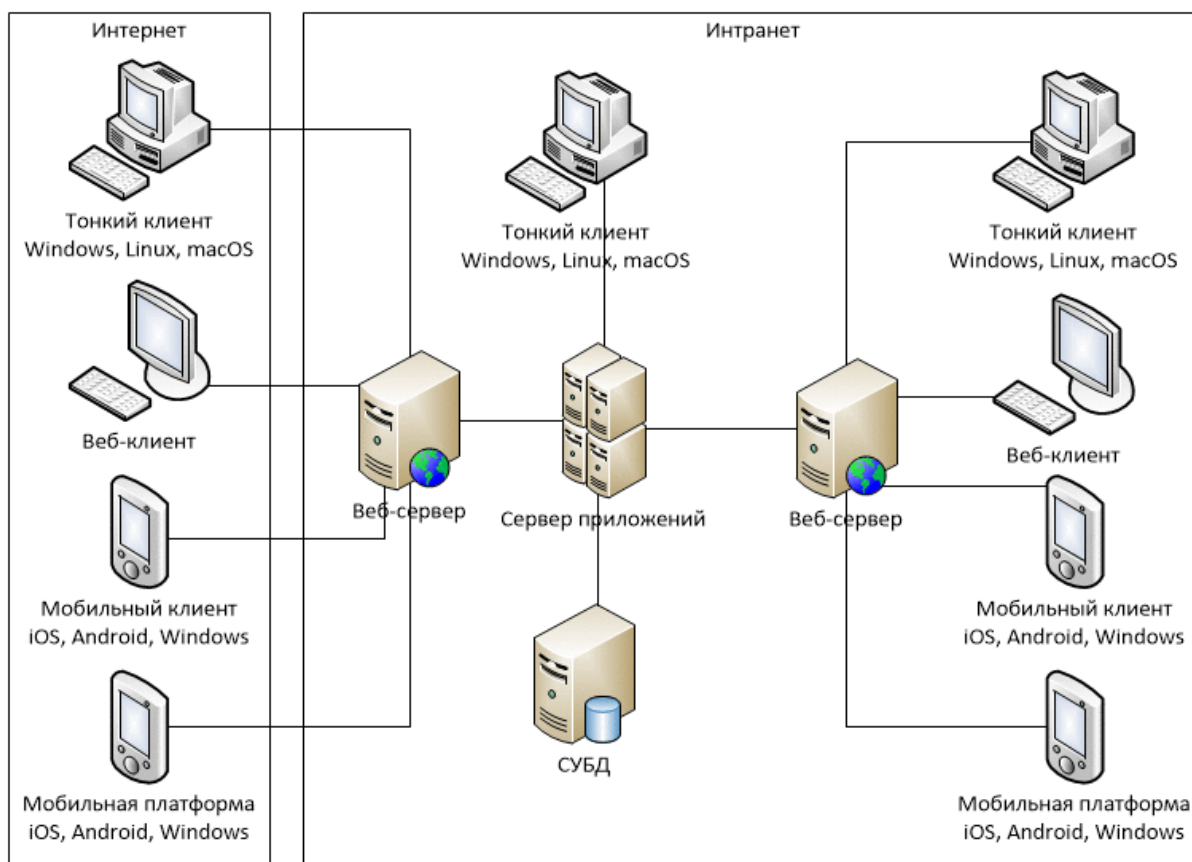 Интернет
Интранет
Тонкий клиент
Windows, Linux, macOS
Тонкий клиент
Windows, Linux, macOS
Тонкий клиент
Windows, Linux, macOS
Веб-клиент
Веб-клиент
Веб-сервер
Сервер приложений
Веб-сервер
Мобильный клиент
iOS, Android, Windows
Мобильный клиент
iOS, Android, Windows
СУБД
Мобильная платформа
iOS, Android, Windows
Мобильная платформа
iOS, Android, Windows